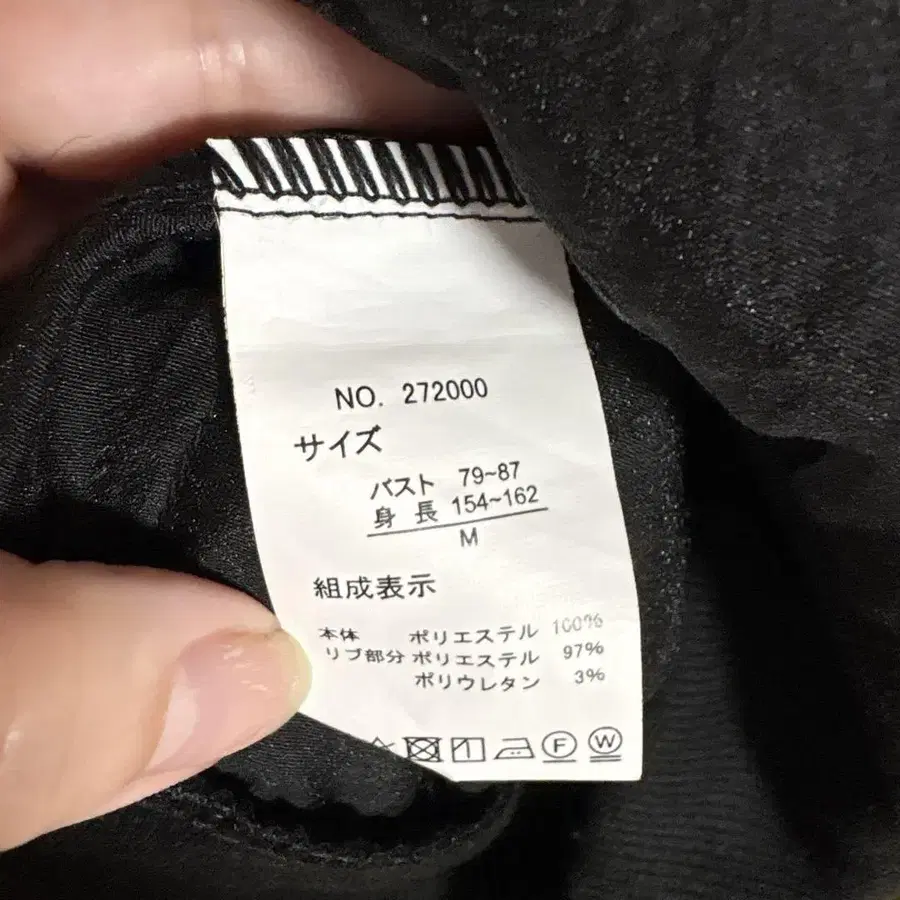 NO. 272000
サイズ
バスト 79~87
身長 154~162
M
組成表示
本体 ポリエステル 100%
リブ部分 ポリエステル 97%
ポリウレタン 3%
F W